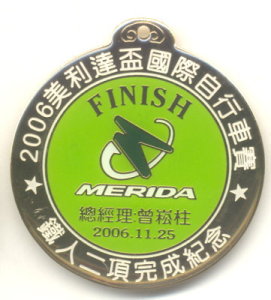 2006美利達盃國際自行車賽
FINISH
MERIDA
總經理:曾崧柱
2006.11.25
鐵人二項完成紀念